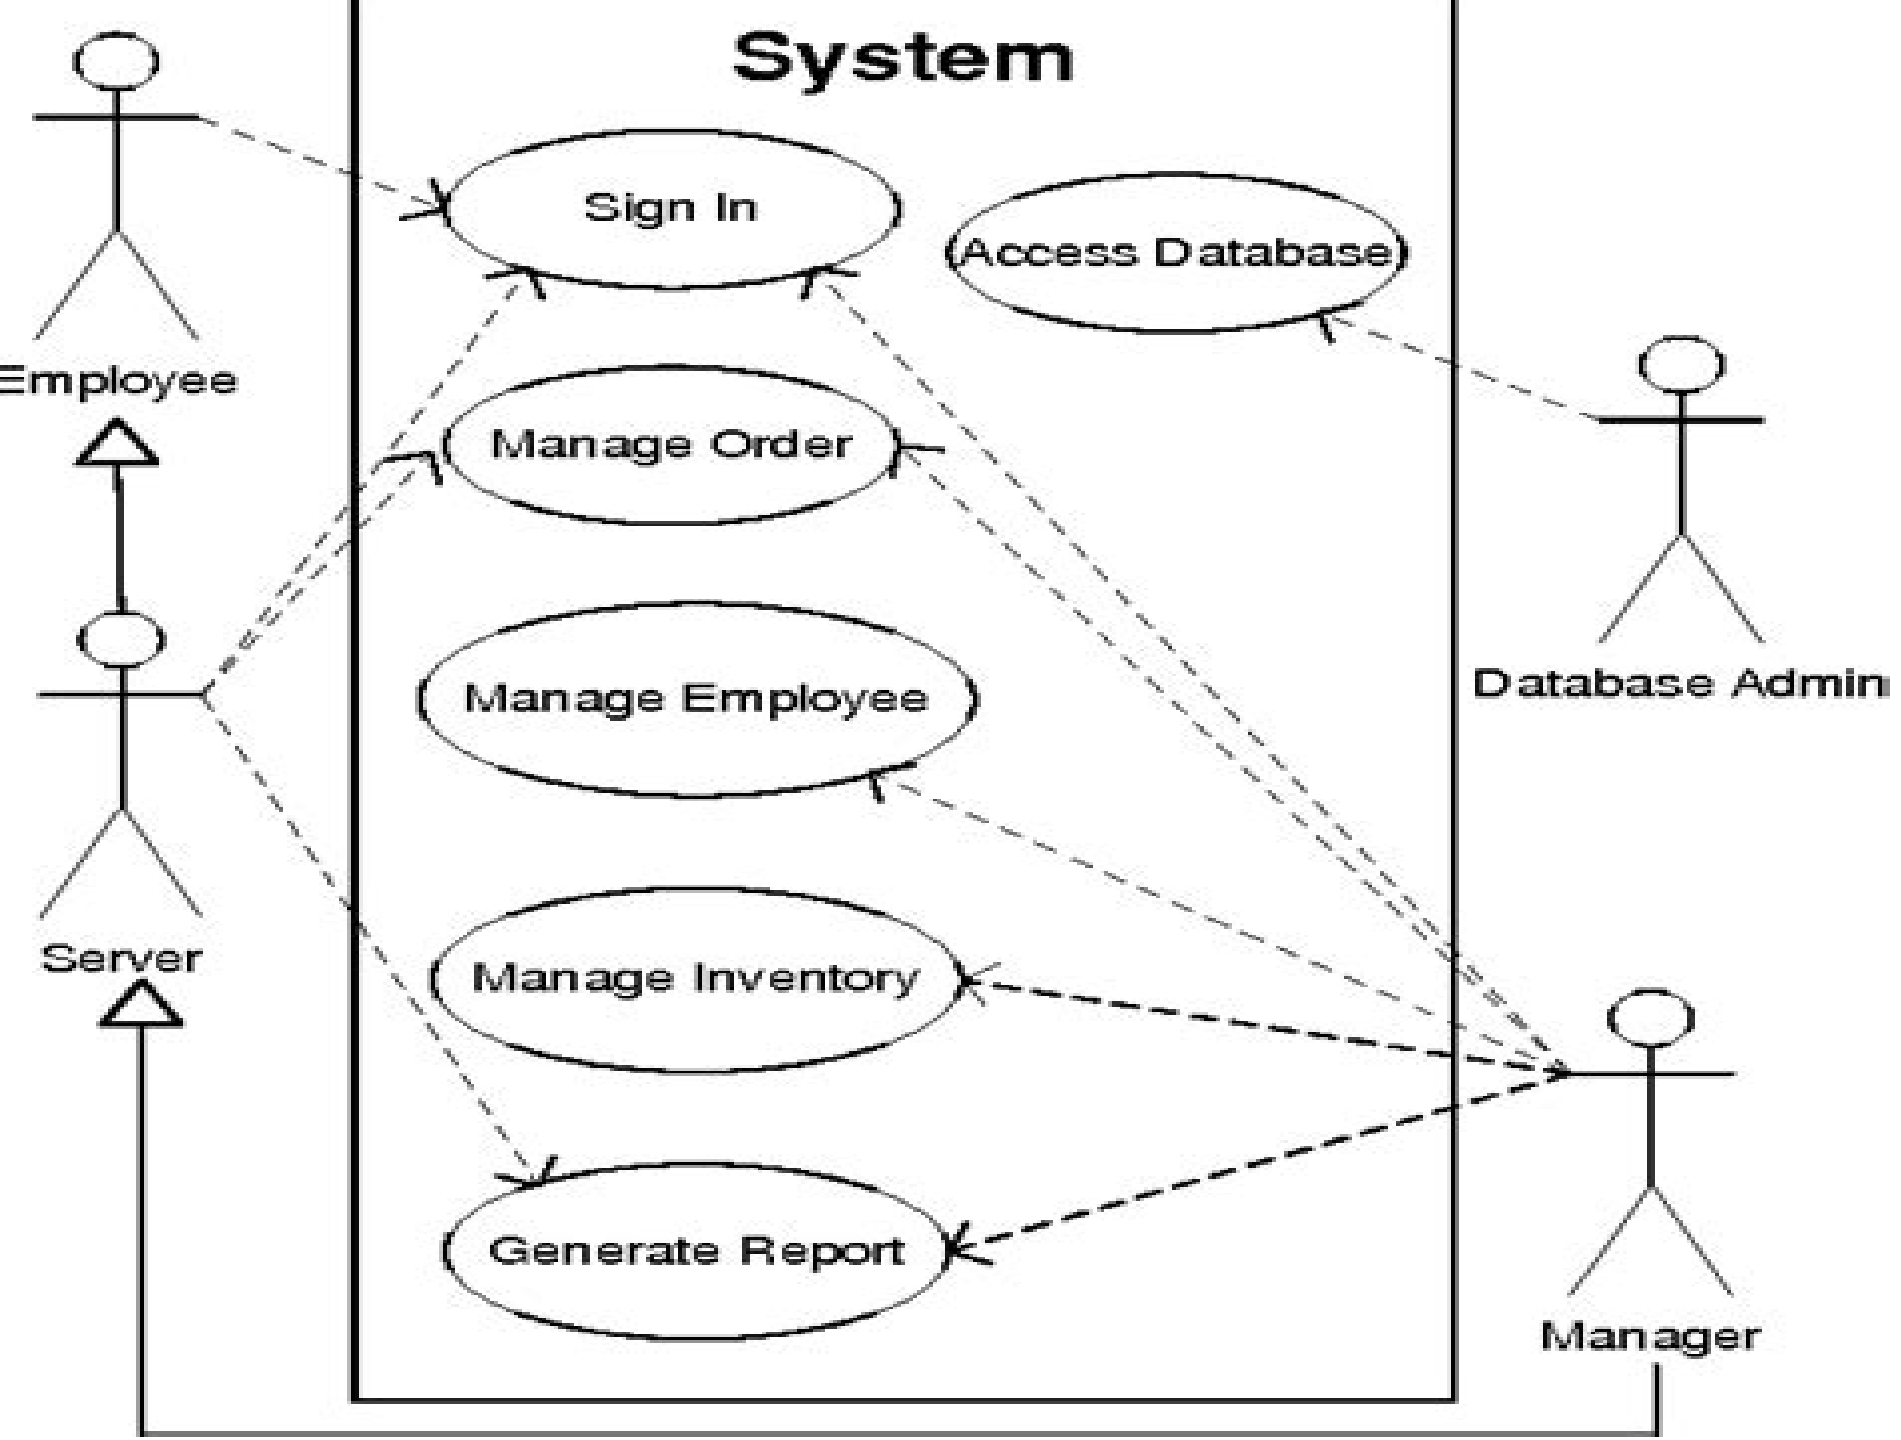 System
Sign In
Access Database
Employee
Manage Order
Database Admin
Manage Employee
Server
Manage Inventory
Generate Report
Manager